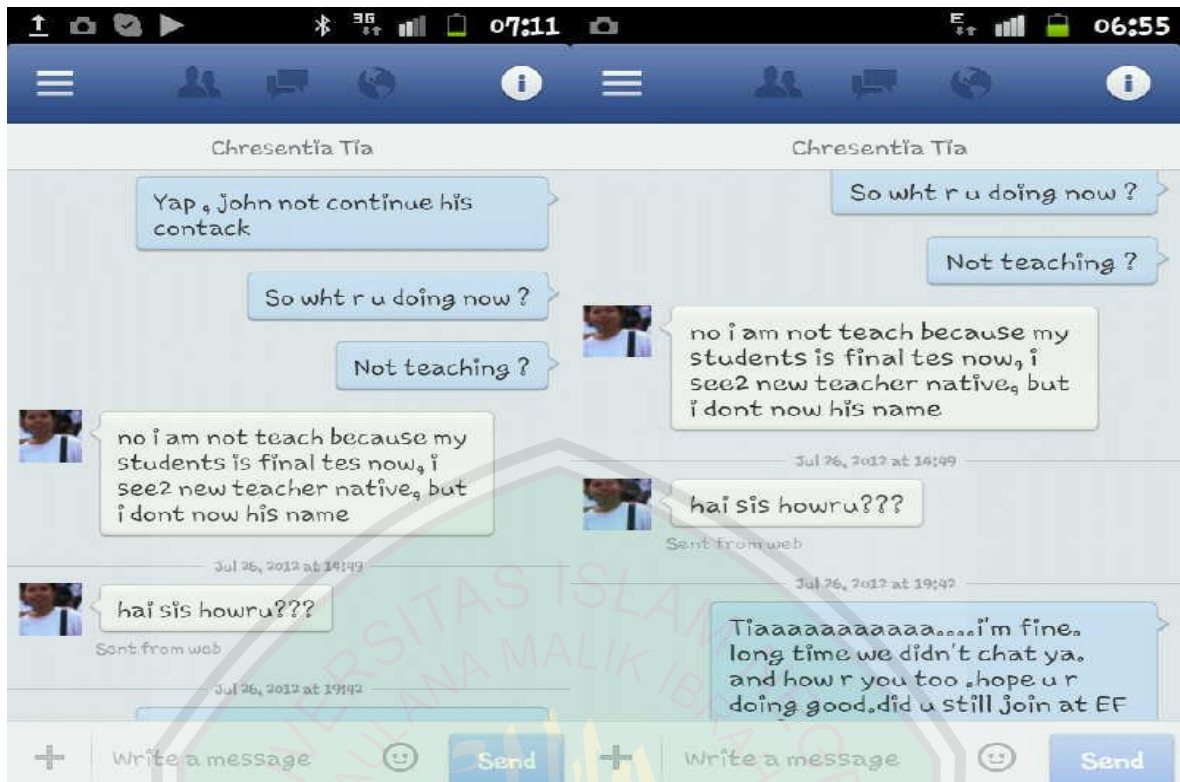 3G
07:11
Chresentia Tia
Yap , john not continue his
contack
So wht r u doing now ?
Not teaching ?
no i am not teach because my
students is final tes now, i
see2 new teacher native, but
i dont now his name
Jul 26, 2012 at 14:49
hai sis howru???
Sent from web
Jul 26, 2012 at 19:42
Write a message
Send
E
06:55
Chresentia Tia
So wht r u doing now ?
Not teaching ?
no i am not teach because my
students is final tes now, i
see2 new teacher native, but
i dont now his name
Jul 26, 2012 at 14:49
hai sis howru???
Sent from web
Jul 26, 2012 at 19:42
Tiaaaaaaaaaaaa....i'm fine.
long time we didn't chat ya.
and how r you too .hope u r
doing good.did u still join at EF
Write a message
Send